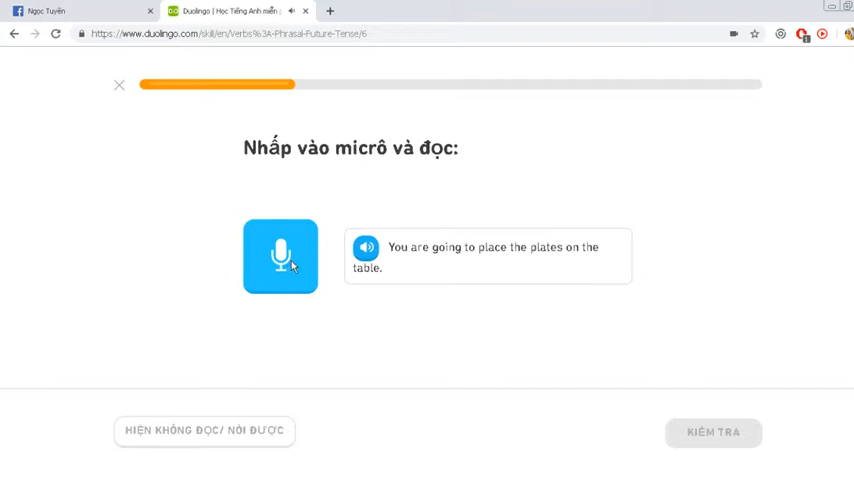 Ngọc Tuyền
Duolingo | Học Tiếng Anh miễn p
https://www.duolingo.com/skill/en/Verbs%3A-Phrasal-Future-Tense/6
1
Nhấp vào micrô và đọc:
You are going to place the plates on the
table.
HIỆN KHÔNG ĐỌC/ NÓI ĐƯỢC
KIỂM TRA